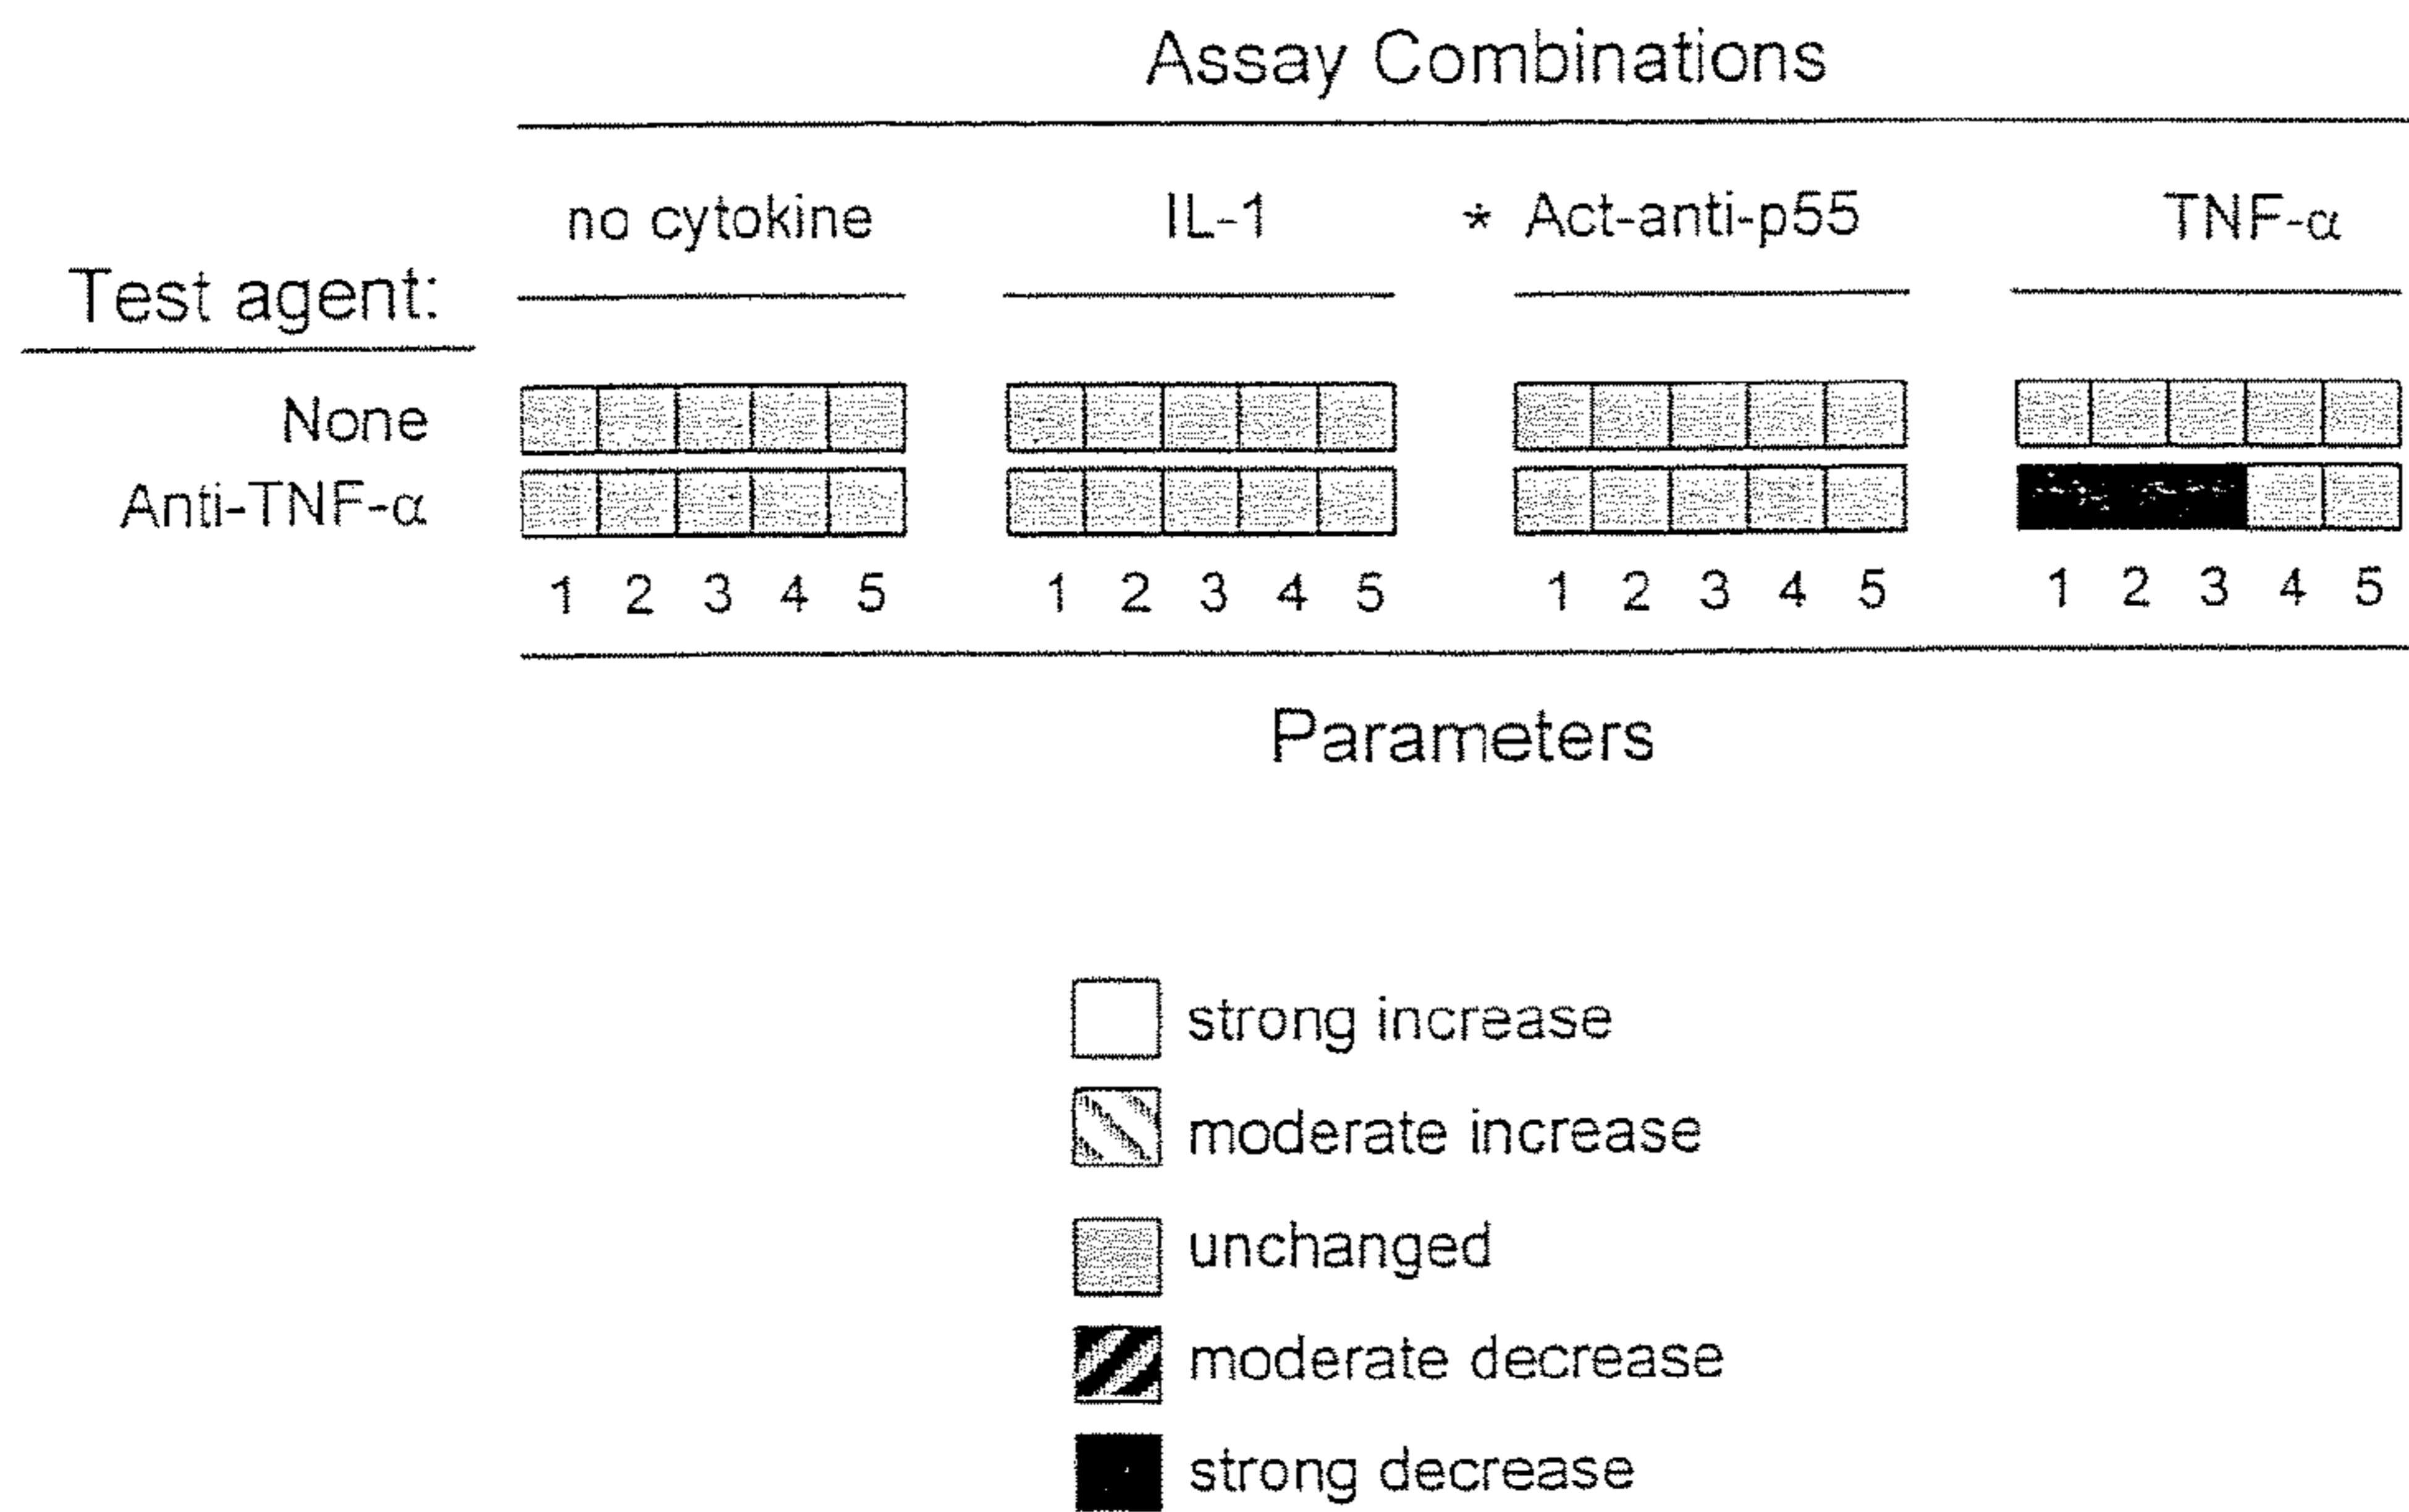 Assay Combinations
no cytokine IL-1 * Act-anti-p55 TNF-α
Test agent:
None
Anti-TNF-α
1 2 3 4 5 1 2 3 4 5 1 2 3 4 5 1 2 3 4 5
Parameters
strong increase
moderate increase
unchanged
moderate decrease
strong decrease